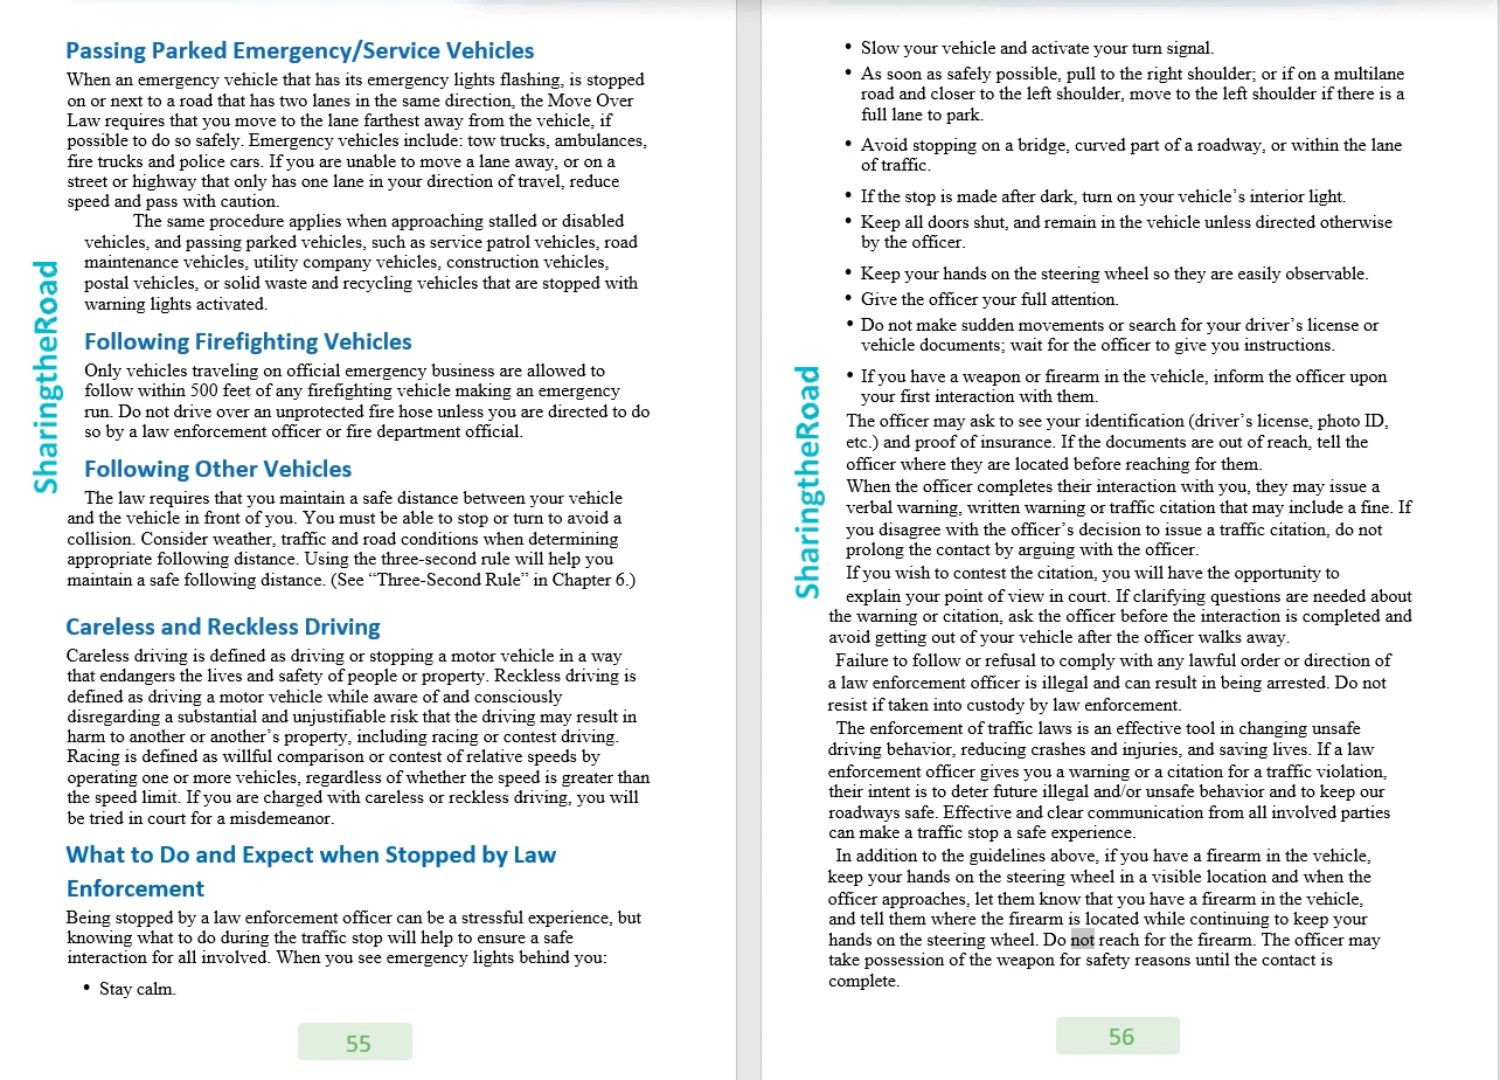 Passing Parked Emergency/Service Vehicles
When an emergency vehicle that has its emergency lights flashing, is stopped
on or next to a road that has two lanes in the same direction, the Move Over
Law requires that you move to the lane farthest away from the vehicle, if
possible to do so safely. Emergency vehicles include: tow trucks, ambulances,
fire trucks and police cars. If you are unable to move a lane away, or on a
street or highway that only has one lane in your direction of travel, reduce
speed and pass with caution.
The same procedure applies when approaching stalled or disabled
vehicles, and passing parked vehicles, such as service patrol vehicles, road
maintenance vehicles, utility company vehicles, construction vehicles,
postal vehicles, or solid waste and recycling vehicles that are stopped with
warning lights activated.
SharingtheRoad
Following Firefighting Vehicles
Only vehicles traveling on official emergency business are allowed to
follow within 500 feet of any firefighting vehicle making an emergency
run. Do not drive over an unprotected fire hose unless you are directed to do
so by a law enforcement officer or fire department official.
Following Other Vehicles
The law requires that you maintain a safe distance between your vehicle
and the vehicle in front of you. You must be able to stop or turn to avoid a
collision. Consider weather, traffic and road conditions when determining
appropriate following distance. Using the three-second rule will help you
maintain a safe following distance. (See “Three-Second Rule” in Chapter 6.)
Careless and Reckless Driving
Careless driving is defined as driving or stopping a motor vehicle in a way
that endangers the lives and safety of people or property. Reckless driving is
defined as driving a motor vehicle while aware of and consciously
disregarding a substantial and unjustifiable risk that the driving may result in
harm to another or another’s property, including racing or contest driving.
Racing is defined as willful comparison or contest of relative speeds by
operating one or more vehicles, regardless of whether the speed is greater than
the speed limit. If you are charged with careless or reckless driving, you will
be tried in court for a misdemeanor.
What to Do and Expect when Stopped by Law
Enforcement
Being stopped by a law enforcement officer can be a stressful experience, but
knowing what to do during the traffic stop will help to ensure a safe
interaction for all involved. When you see emergency lights behind you:
• Stay calm.
55
• Slow your vehicle and activate your turn signal.
• As soon as safely possible, pull to the right shoulder; or if on a multilane
road and closer to the left shoulder, move to the left shoulder if there is a
full lane to park.
• Avoid stopping on a bridge, curved part of a roadway, or within the lane
of traffic.
• If the stop is made after dark, turn on your vehicle’s interior light.
• Keep all doors shut, and remain in the vehicle unless directed otherwise
by the officer.
• Keep your hands on the steering wheel so they are easily observable.
• Give the officer your full attention.
• Do not make sudden movements or search for your driver’s license or
vehicle documents; wait for the officer to give you instructions.
• If you have a weapon or firearm in the vehicle, inform the officer upon
your first interaction with them.
SharingtheRoad
The officer may ask to see your identification (driver’s license, photo ID,
etc.) and proof of insurance. If the documents are out of reach, tell the
officer where they are located before reaching for them.
When the officer completes their interaction with you, they may issue a
verbal warning, written warning or traffic citation that may include a fine. If
you disagree with the officer’s decision to issue a traffic citation, do not
prolong the contact by arguing with the officer.
If you wish to contest the citation, you will have the opportunity to
explain your point of view in court. If clarifying questions are needed about
the warning or citation, ask the officer before the interaction is completed and
avoid getting out of your vehicle after the officer walks away.
Failure to follow or refusal to comply with any lawful order or direction of
a law enforcement officer is illegal and can result in being arrested. Do not
resist if taken into custody by law enforcement.
The enforcement of traffic laws is an effective tool in changing unsafe
driving behavior, reducing crashes and injuries, and saving lives. If a law
enforcement officer gives you a warning or a citation for a traffic violation,
their intent is to deter future illegal and/or unsafe behavior and to keep our
roadways safe. Effective and clear communication from all involved parties
can make a traffic stop a safe experience.
In addition to the guidelines above, if you have a firearm in the vehicle,
keep your hands on the steering wheel in a visible location and when the
officer approaches, let them know that you have a firearm in the vehicle,
and tell them where the firearm is located while continuing to keep your
hands on the steering wheel. Do not reach for the firearm. The officer may
take possession of the weapon for safety reasons until the contact is
complete.
56